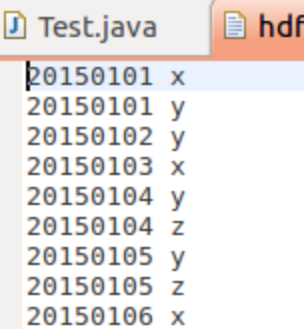 Test.java hdf
20150101 x
20150101 y
20150102 y
20150103 x
20150104 y
20150104 z
20150105 y
20150105 z
20150106 x